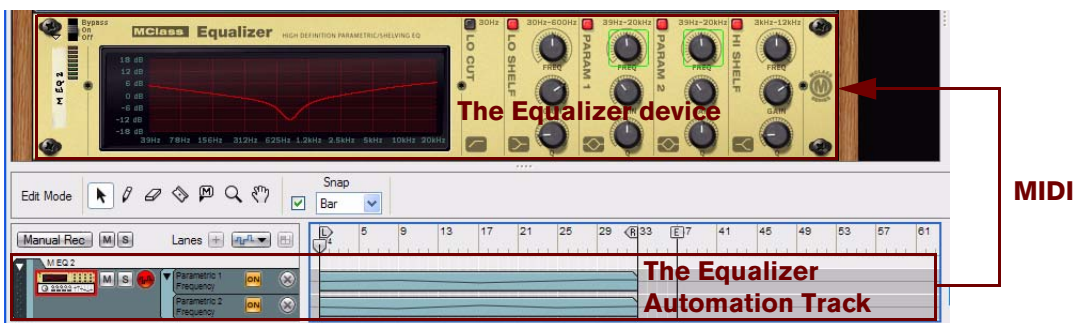 Bypass
On
Off
MClass Equalizer HIGH DEFINITION PARAMETRIC/SHELVING EQ
M EQ 2
18 dB
12 dB
6 dB
0 dB
-6 dB
-12 dB
-18 dB
39Hz 78Hz 156Hz 312Hz 625Hz 1.2kHz 2.5kHz 5kHz 10kHz 20kHz
30Hz 30Hz-600Hz 39Hz-20kHz 39Hz-20kHz 3kHz-12kHz
LO CUT
LO SHELF
PARAM 1
PARAM 2
HI SHELF
FREQ FREQ FREQ FREQ
GAIN
Q Q Q Q
The Equalizer device
MIDI
Edit Mode
M
Snap
Bar
Manual Rec M S Lanes
L 5 9 13 17 21 25 29 R 33 E 7 41 45 49 53 57 61
M EQ 2
M S
Parametric 1
Frequency
ON
Parametric 2
Frequency
ON
The Equalizer
Automation Track